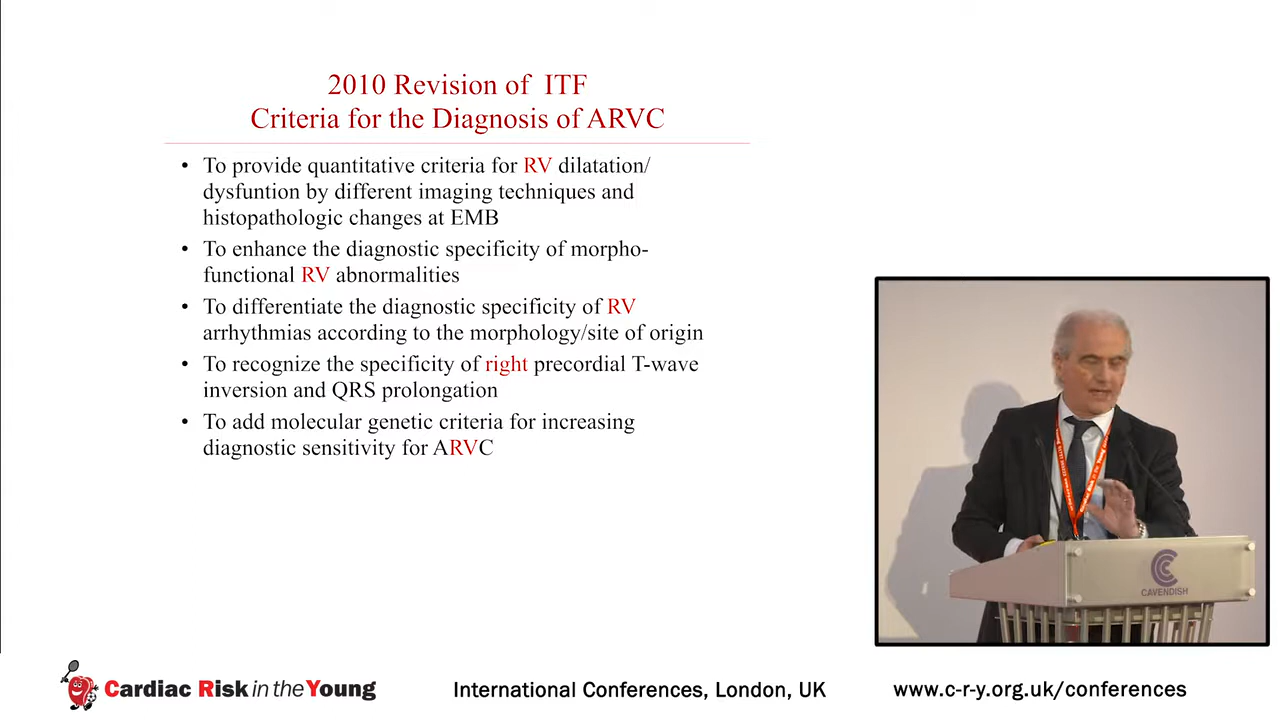 2010 Revision of ITF
Criteria for the Diagnosis of ARVC
• To provide quantitative criteria for RV dilatation/
dysfuntion by different imaging techniques and
histopathologic changes at EMB
• To enhance the diagnostic specificity of morpho-
functional RV abnormalities
• To differentiate the diagnostic specificity of RV
arrhythmias according to the morphology/site of origin
• To recognize the specificity of right precordial T-wave
inversion and QRS prolongation
• To add molecular genetic criteria for increasing
diagnostic sensitivity for ARVC
CAVENDISH
Cardiac Risk in the Young
International Conferences, London, UK
www.c-r-y.org.uk/conferences